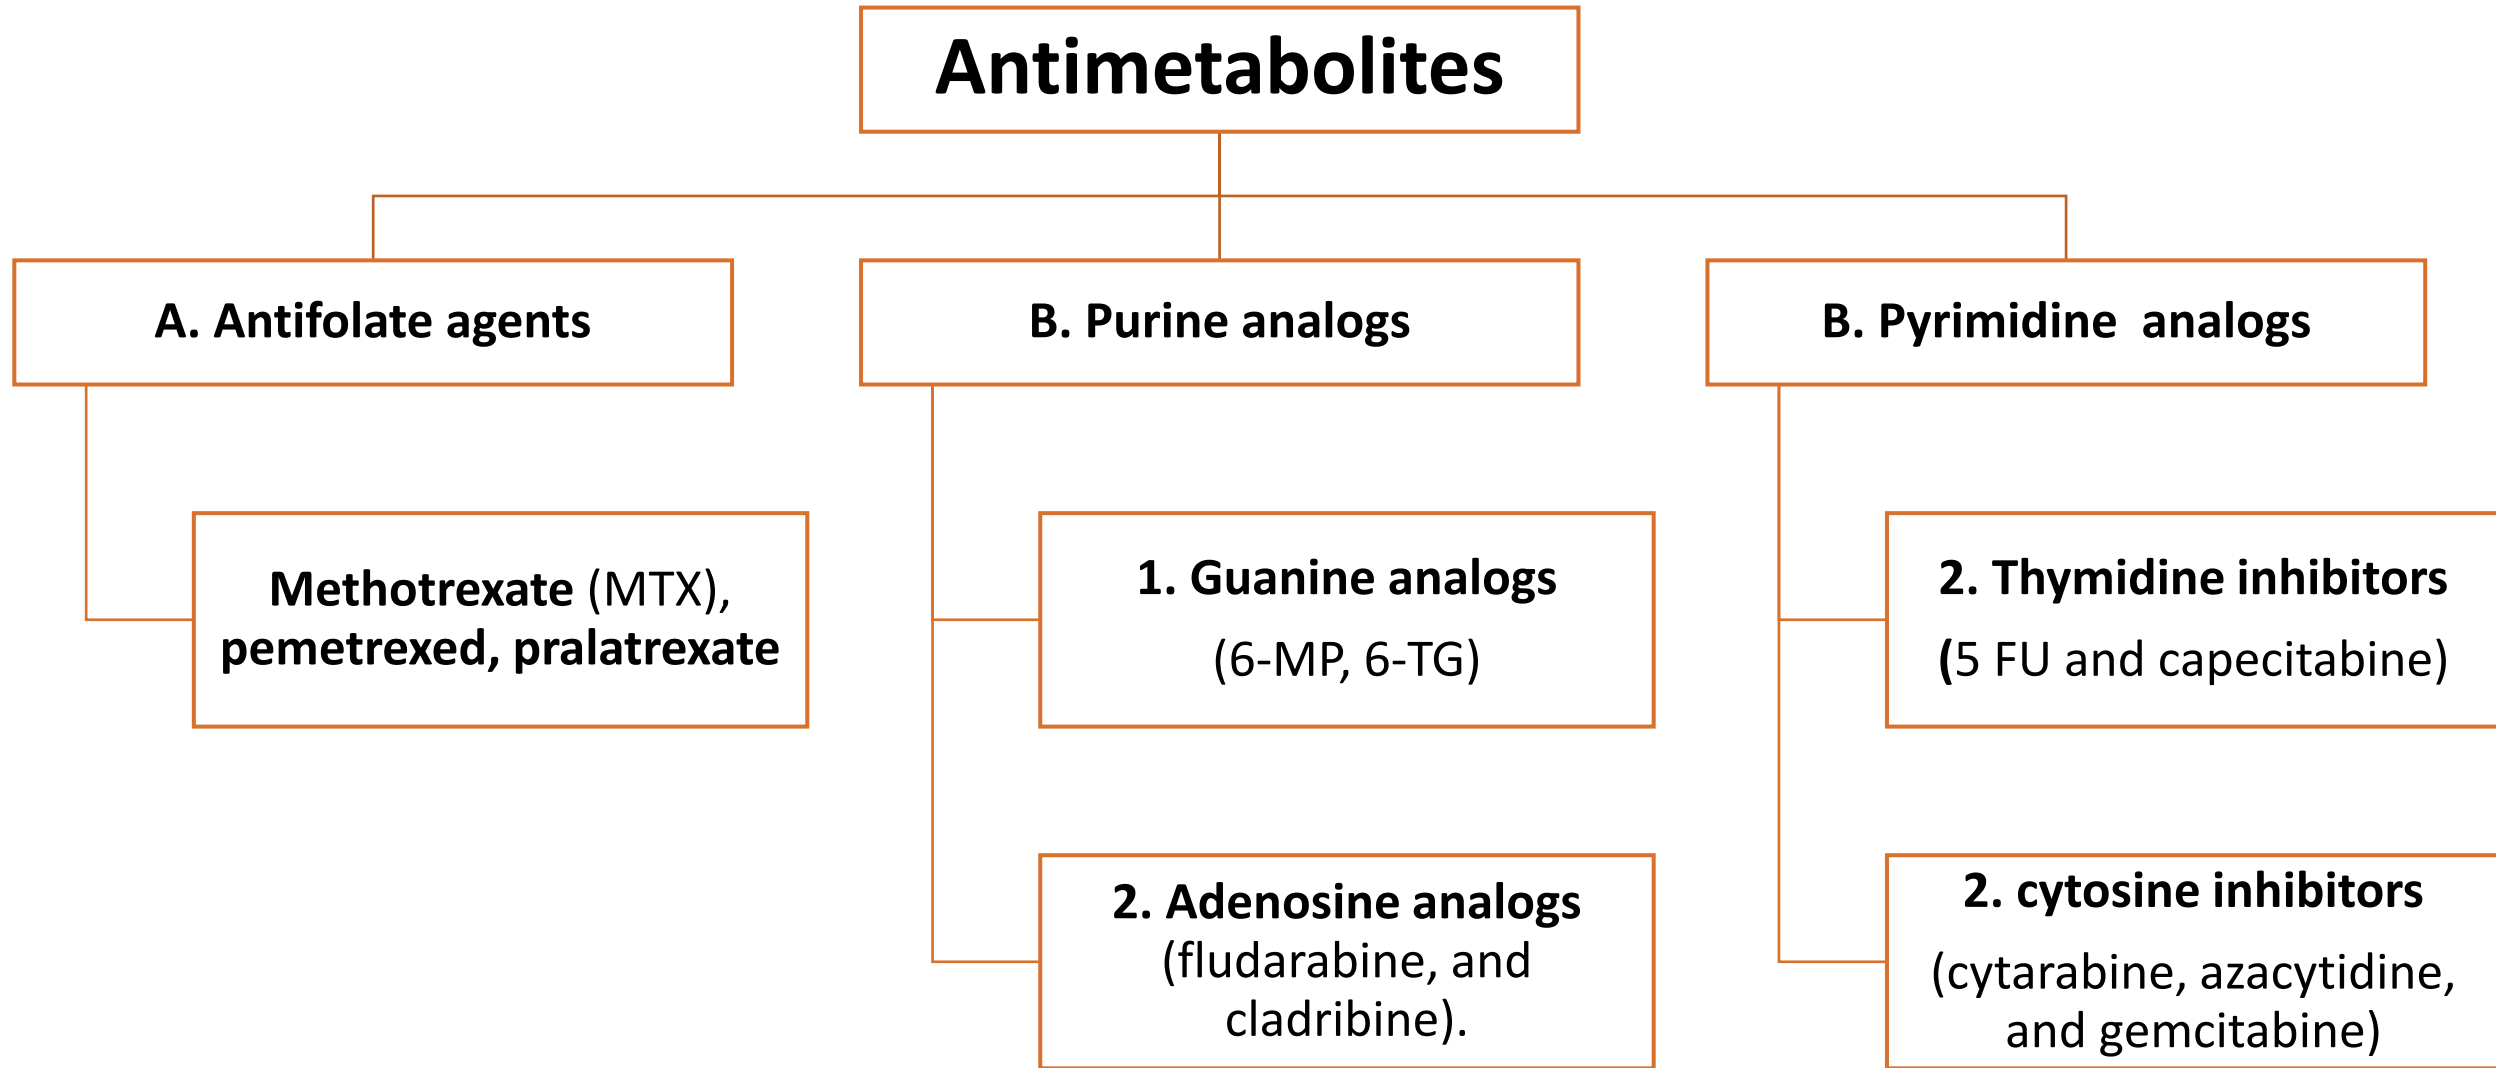 Antimetabolites
A. Antifolate agents
B. Purine analogs.
B. Pyrimidine analogs.
Methotrexate (MTX),
pemetrexed, pralatrexate
1. Guanine analogs
(6-MP, 6-TG)
2. Adenosine analogs
(fludarabine, and
cladribine).
2. Thymidine inhibitors
(5 FU and capecitabine)
2. cytosine inhibitors
(cytarabine, azacytidine,
and gemcitabine)